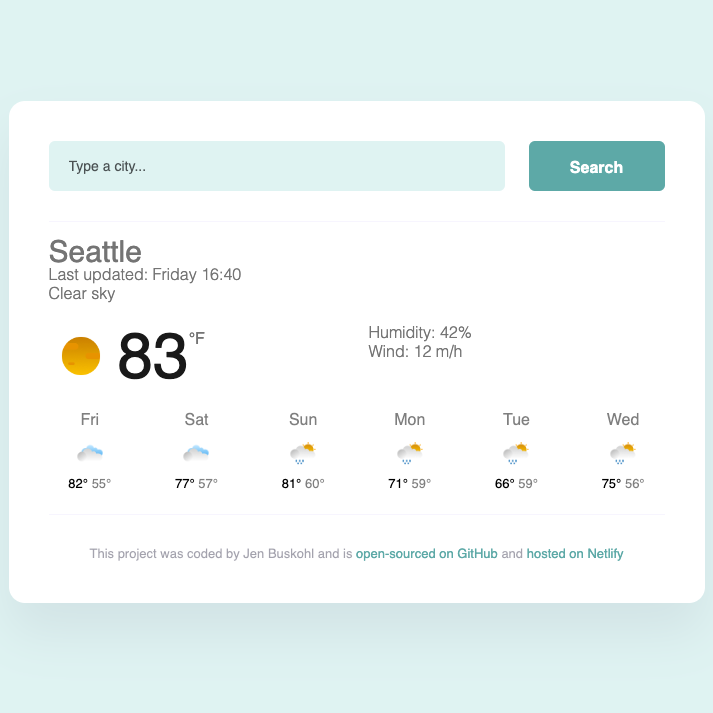 Type a city...
Search
Seattle
Last updated: Friday 16:40
Clear sky
83 °F
Humidity: 42%
Wind: 12 m/h
Fri Sat Sun Mon Tue Wed
82° 55° 77° 57° 81° 60° 71° 59° 66° 59° 75° 56°
This project was coded by Jen Buskohl and is open-sourced on GitHub and hosted on Netlify